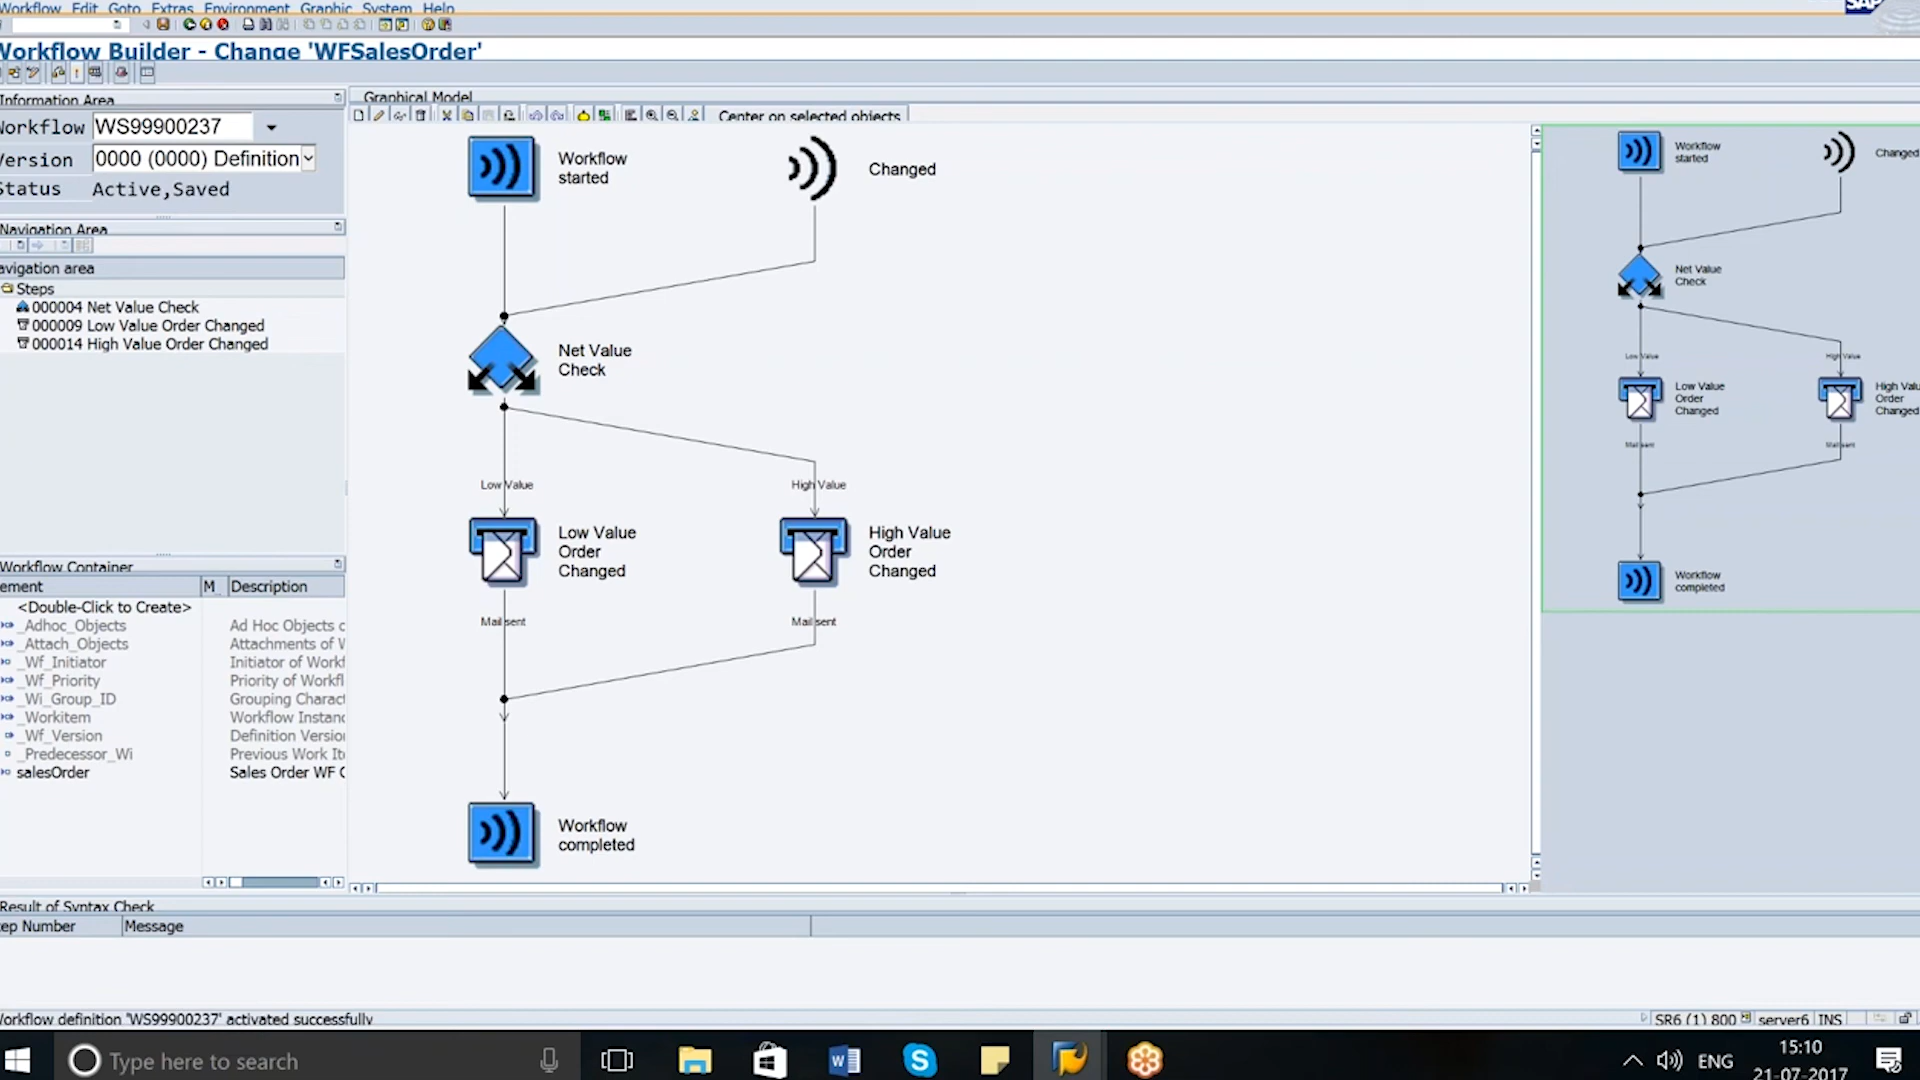 Workflow Edit Goto Extras Environment Graphic System Help
SAP
Workflow Builder - Change 'WFSalesOrder'
Information Area
Workflow WS99900237
Version 0000 (0000) Definition
Status Active,Saved
Navigation Area
avigation area
Steps
000004 Net Value Check
000009 Low Value Order Changed
000014 High Value Order Changed
Workflow Container
ement M Description
<Double-Click to Create>
_Adhoc_Objects Ad Hoc Objects c
_Attach_Objects Attachments of W
_Wf_Initiator Initiator of Workf
_Wf_Priority Priority of Workfl
_Wi_Group_ID Grouping Charact
_Workitem Workflow Instanc
_Wf_Version Definition Version
_Predecessor_Wi Previous Work Ite
salesOrder Sales Order WF C
Graphical Model
Center on selected objects
Workflow
started
Changed
Net Value
Check
Low Value
High Value
Low Value
Order
Changed
High Value
Order
Changed
Mail sent
Mail sent
Workflow
completed
Workflow
started
Changed
Net Value
Check
Low Value
High Value
Low Value
Order
Changed
High Valu
Order
Changed
Mail sent
Mail sent
Workflow
completed
Result of Syntax Check
tep Number Message
Workflow definition 'WS99900237' activated successfully
SR6 (1) 800 server6 INS
Type here to search
ENG
15:10
21-07-2017